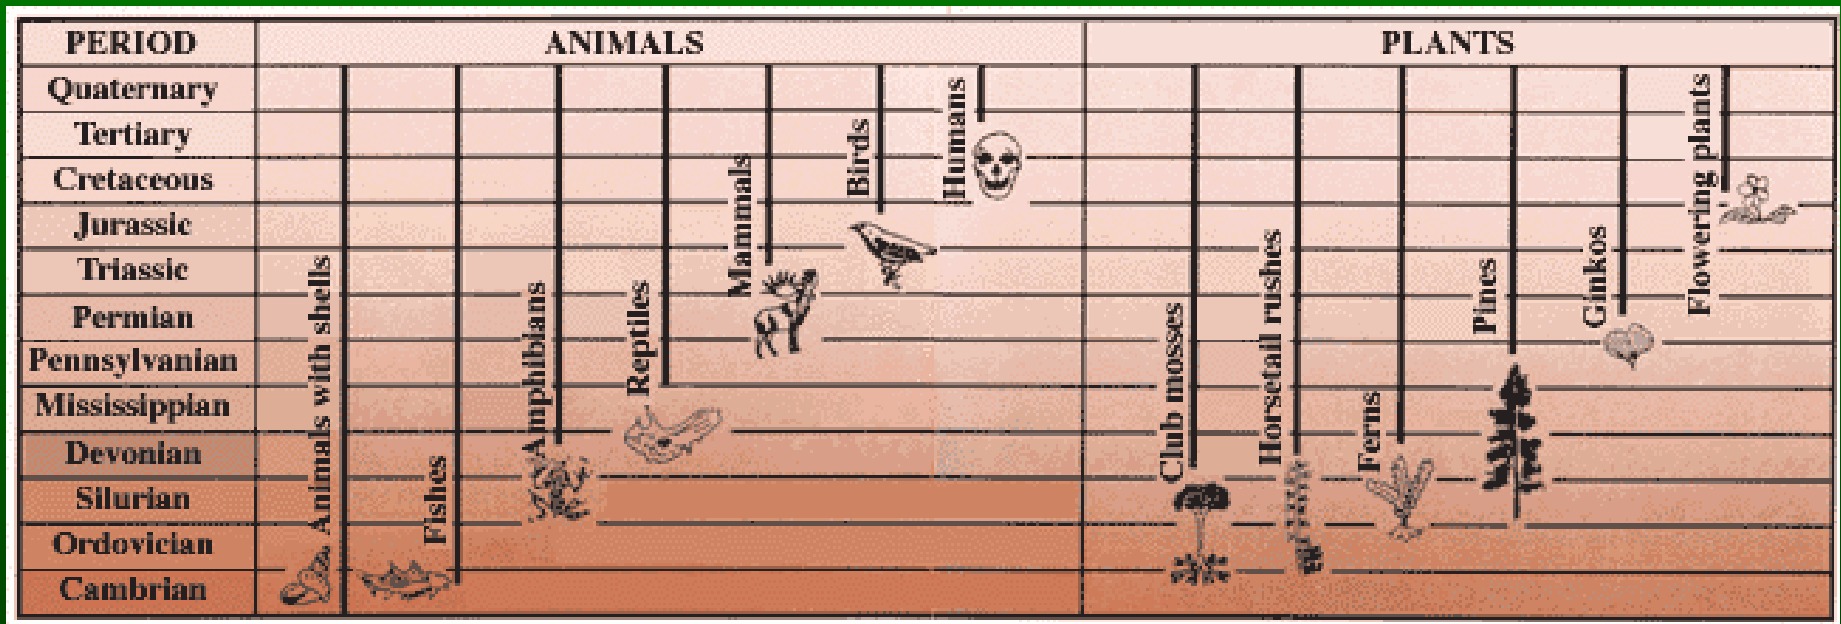 PERIOD
ANIMALS
PLANTS
Quaternary
Tertiary
Cretaceous
Jurassic
Triassic
Permian
Pennsylvanian
Mississippian
Devonian
Silurian
Ordovician
Cambrian
Animals with shells
Fishes
Amphibians
Reptiles
Mammals
Birds
Humans
Club mosses
Horsetail rushes
Ferns
Pines
Ginkos
Flowering plants